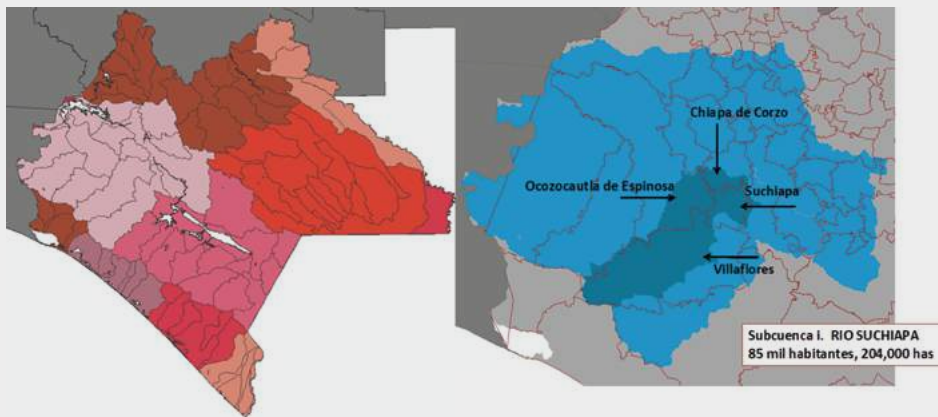 Chiapa de Corzo
Ocozocautla de Espinosa
Suchiapa
Villaflores
Subcuenca i. RIO SUCHIAPA
85 mil habitantes, 204,000 has